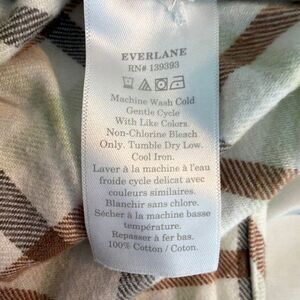 EVERLANE
RN# 139393
Machine Wash Cold
Gentle Cycle
With Like Colors.
Non-Chlorine Bleach
Only. Tumble Dry Low.
Cool Iron.
Laver à la machine à l'eau
froide cycle delicat avec
couleurs similaires.
Blanchir sans chlore.
Sécher à la machine basse
température.
Repasser à fer bas.
100% Cotton / Coton.